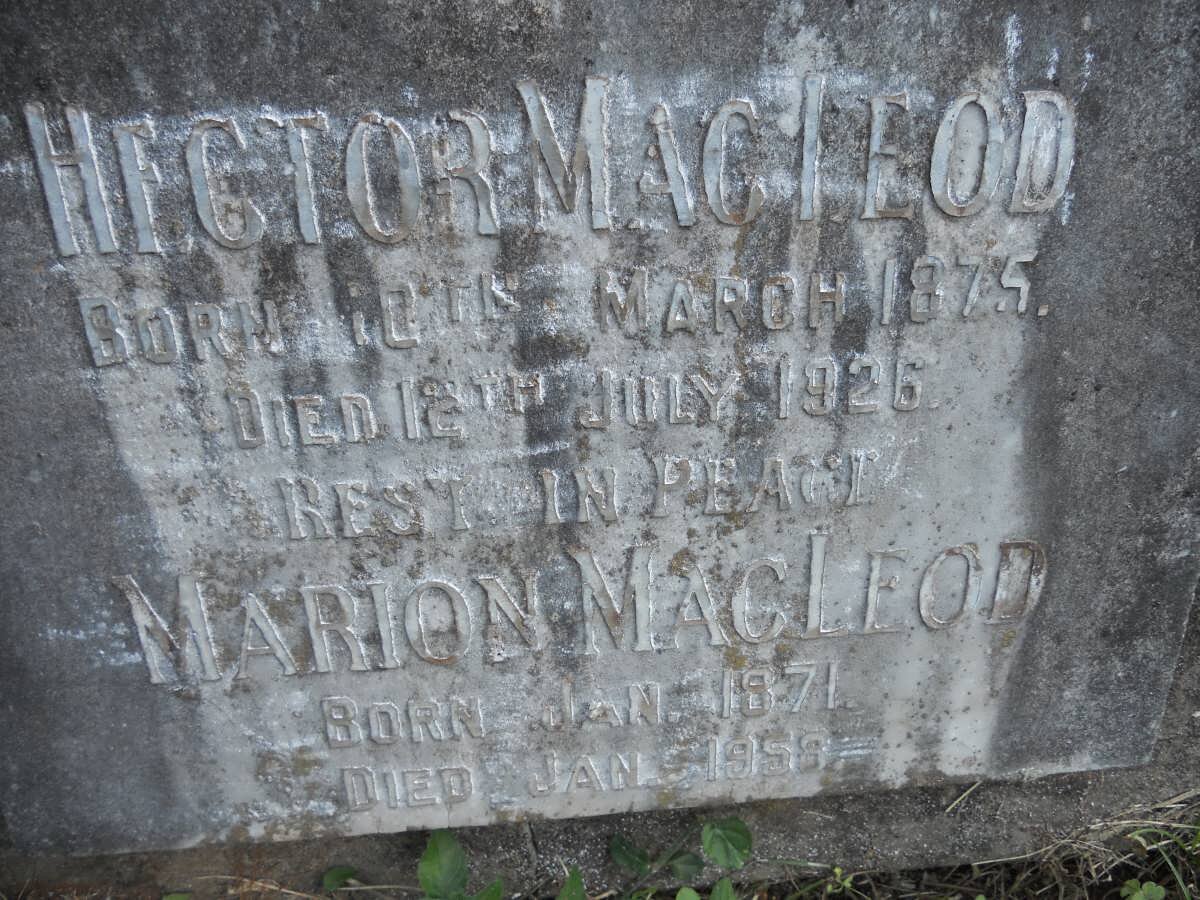 HECTOR MACLEOD
BORN 10TH MARCH 1875.
DIED 12TH JULY 1926.
REST IN PEACE
MARION MACLEOD
BORN JAN. 1871.
DIED JAN. 1958